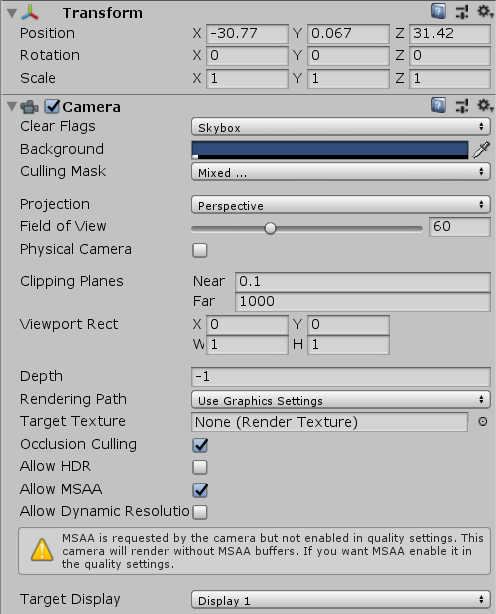 Transform
Position X -30.77 Y 0.067 Z 31.42
Rotation X 0 Y 0 Z 0
Scale X 1 Y 1 Z 1
Camera
Clear Flags Skybox
Background
Culling Mask Mixed ...
Projection Perspective
Field of View 60
Physical Camera
Clipping Planes Near 0.1
Far 1000
Viewport Rect X 0 Y 0
W 1 H 1
Depth -1
Rendering Path Use Graphics Settings
Target Texture None (Render Texture)
Occlusion Culling
Allow HDR
Allow MSAA
Allow Dynamic Resolutio
MSAA is requested by the camera but not enabled in quality settings. This
camera will render without MSAA buffers. If you want MSAA enable it in
the quality settings.
Target Display Display 1